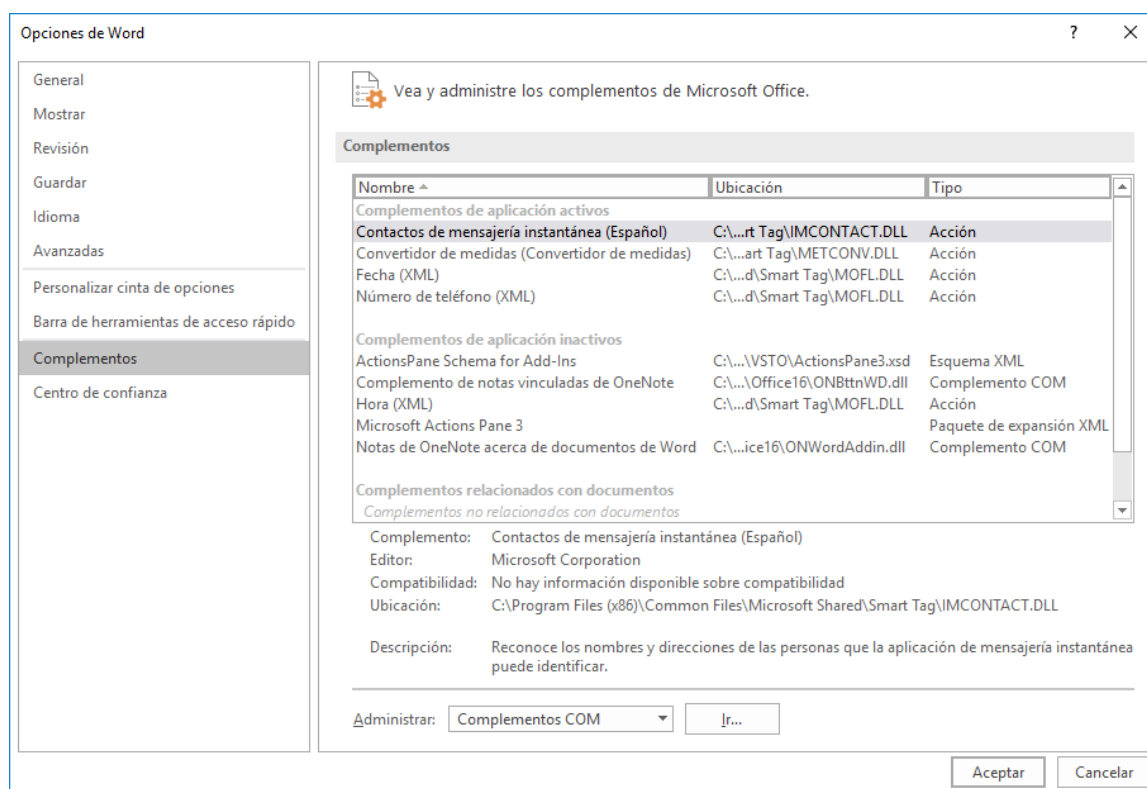 Opciones de Word
?
General
Mostrar
Revisión
Guardar
Idioma
Avanzadas
Personalizar cinta de opciones
Barra de herramientas de acceso rápido
Complementos
Centro de confianza
Vea y administre los complementos de Microsoft Office.
Complementos
Nombre Ubicación Tipo
Complementos de aplicación activos
Contactos de mensajería instantánea (Español) C:\...rt Tag\IMCONTACT.DLL Acción
Convertidor de medidas (Convertidor de medidas) C:\...art Tag\METCONV.DLL Acción
Fecha (XML) C:\...d\Smart Tag\MOFL.DLL Acción
Número de teléfono (XML) C:\...d\Smart Tag\MOFL.DLL Acción
Complementos de aplicación inactivos
ActionsPane Schema for Add-Ins C:\...\VSTO\ActionsPane3.xsd Esquema XML
Complemento de notas vinculadas de OneNote C:\...\Office16\ONBttnWD.dll Complemento COM
Hora (XML) C:\...d\Smart Tag\MOFL.DLL Acción
Microsoft Actions Pane 3 Paquete de expansión XML
Notas de OneNote acerca de documentos de Word C:\...ice16\ONWordAddin.dll Complemento COM
Complementos relacionados con documentos
Complementos no relacionados con documentos
Complemento: Contactos de mensajería instantánea (Español)
Editor: Microsoft Corporation
Compatibilidad: No hay información disponible sobre compatibilidad
Ubicación: C:\Program Files (x86)\Common Files\Microsoft Shared\Smart Tag\IMCONTACT.DLL
Descripción: Reconoce los nombres y direcciones de las personas que la aplicación de mensajería instantánea
puede identificar.
Administrar: Complementos COM Ir...
Aceptar Cancelar